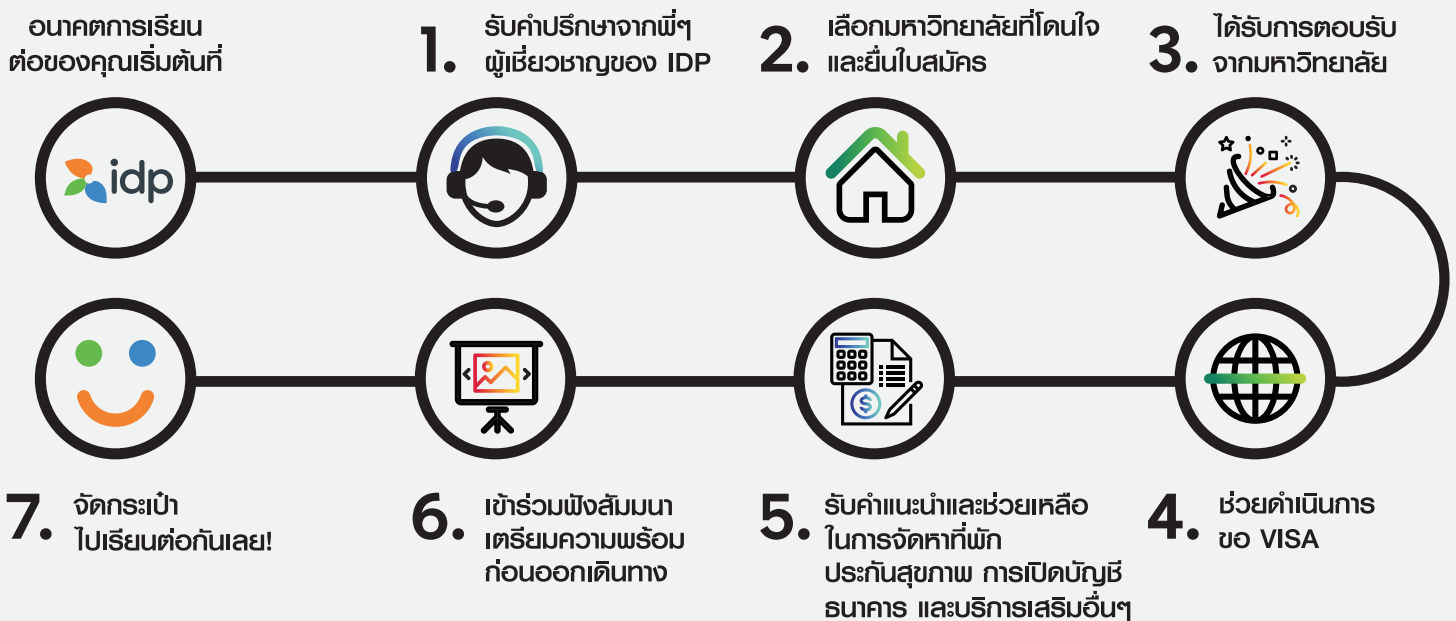 อนาคตการเรียน
ต่อของคุณเริ่มต้นที่
idp
1.
รับคำปรึกษาจากพี่ๆ
ผู้เชี่ยวชาญของ IDP
2.
เลือกมหาวิทยาลัยที่โดนใจ
และยื่นใบสมัคร
3.
ได้รับการตอบรับ
จากมหาวิทยาลัย
4.
ช่วยดำเนินการ
ขอ VISA
5.
รับคำแนะนำและช่วยเหลือ
ในการจัดหาที่พัก
ประกันสุขภาพ การเปิดบัญชี
ธนาคาร และบริการเสริมอื่นๆ
6.
เข้าร่วมฟังสัมมนา
เตรียมความพร้อม
ก่อนออกเดินทาง
7.
จัดกระเป๋า
ไปเรียนต่อกันเลย!